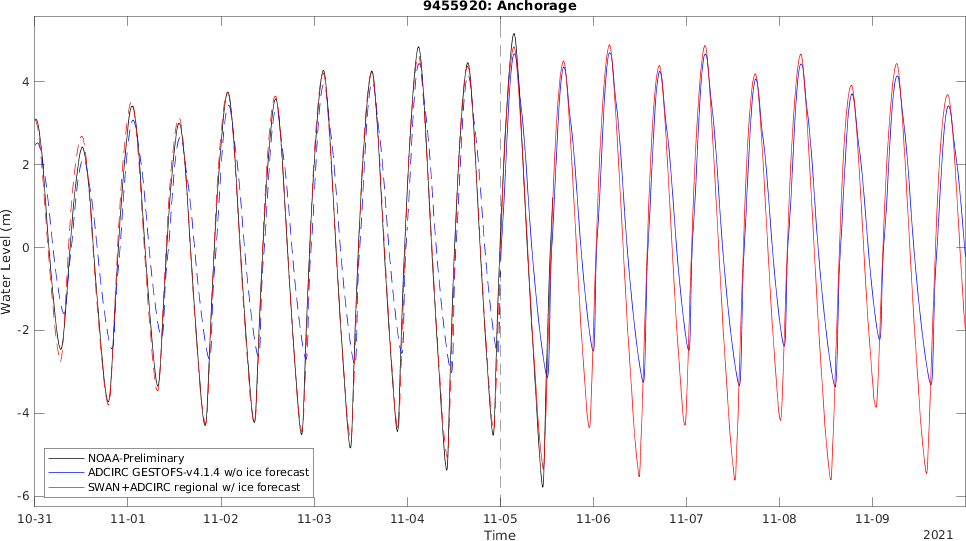 9455920: Anchorage
Water Level (m)
4
2
0
-2
-4
-6
NOAA-Preliminary
ADCIRC GESTOFS-v4.1.4 w/o ice forecast
SWAN+ADCIRC regional w/ ice forecast
10-31 11-01 11-02 11-03 11-04 11-05 11-06 11-07 11-08 11-09
Time
2021